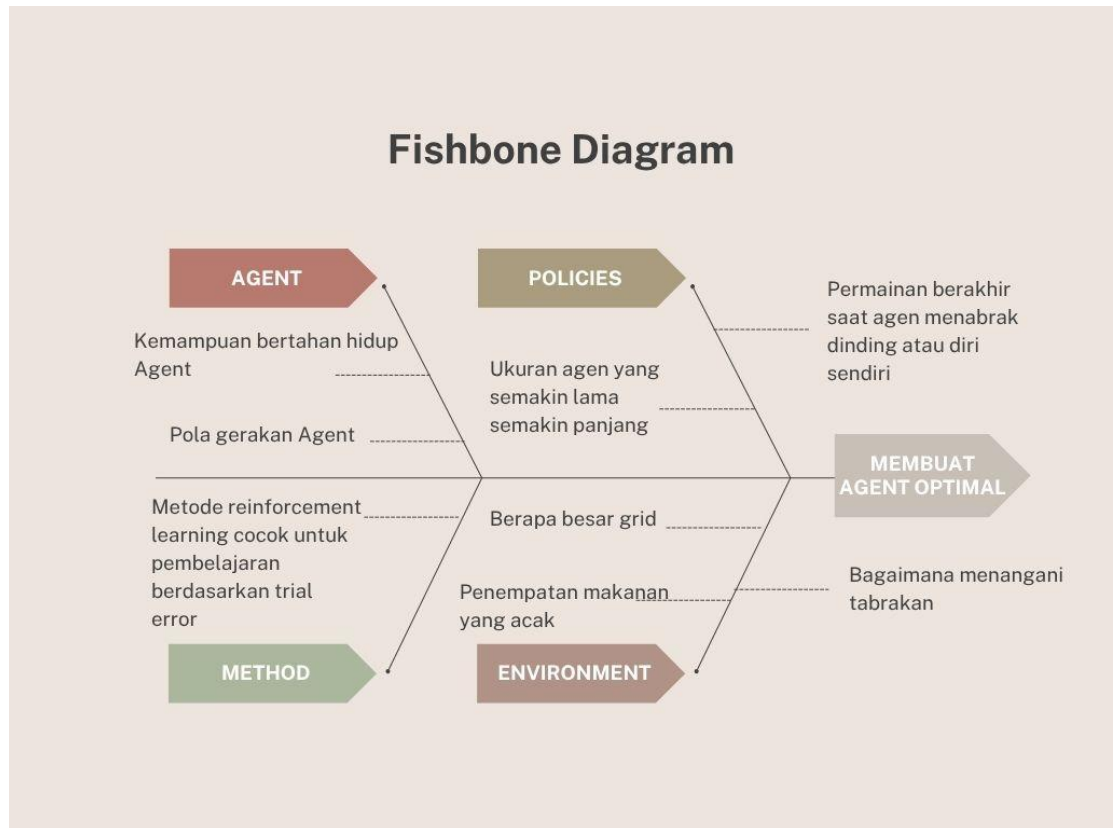 Fishbone Diagram
AGENT
Kemampuan bertahan hidup
Agent
Pola gerakan Agent
POLICIES
Ukuran agen yang
semakin lama
semakin panjang
Permainan berakhir
saat agen menabrak
dinding atau diri
sendiri
MEMBUAT
AGENT OPTIMAL
Metode reinforcement
learning cocok untuk
pembelajaran
berdasarkan trial
error
METHOD
Berapa besar grid
Penempatan makanan
yang acak
ENVIRONMENT
Bagaimana menangani
tabrakan